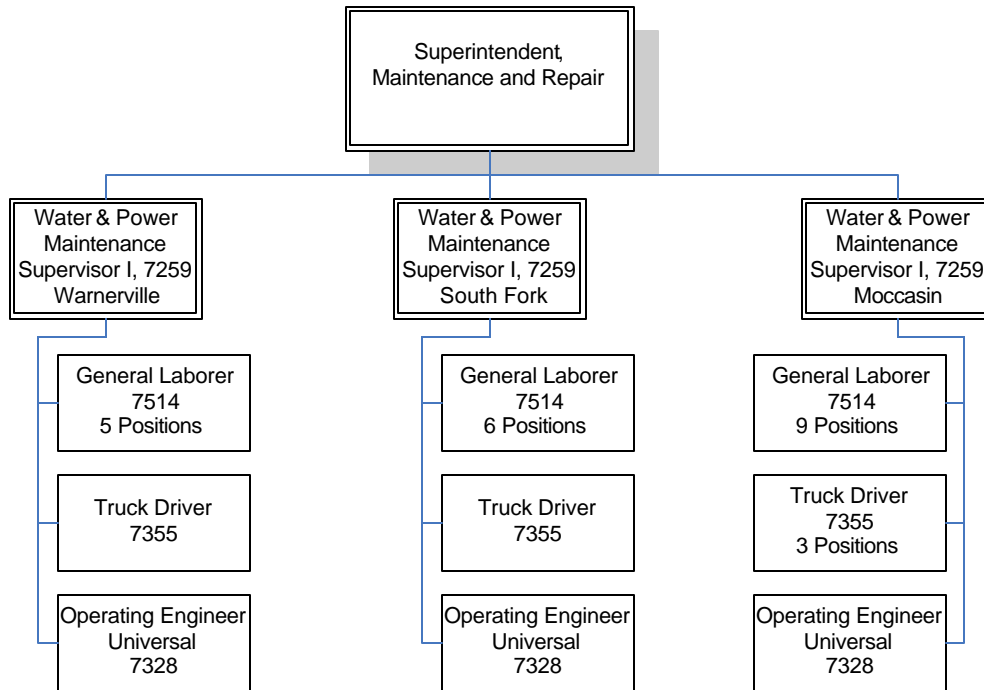 Superintendent,
Maintenance and Repair
Water & Power
Maintenance
Supervisor I, 7259
Warnerville
Water & Power
Maintenance
Supervisor I, 7259
South Fork
Water & Power
Maintenance
Supervisor I, 7259
Moccasin
General Laborer
7514
5 Positions
General Laborer
7514
6 Positions
General Laborer
7514
9 Positions
Truck Driver
7355
Truck Driver
7355
Truck Driver
7355
3 Positions
Operating Engineer
Universal
7328
Operating Engineer
Universal
7328
Operating Engineer
Universal
7328